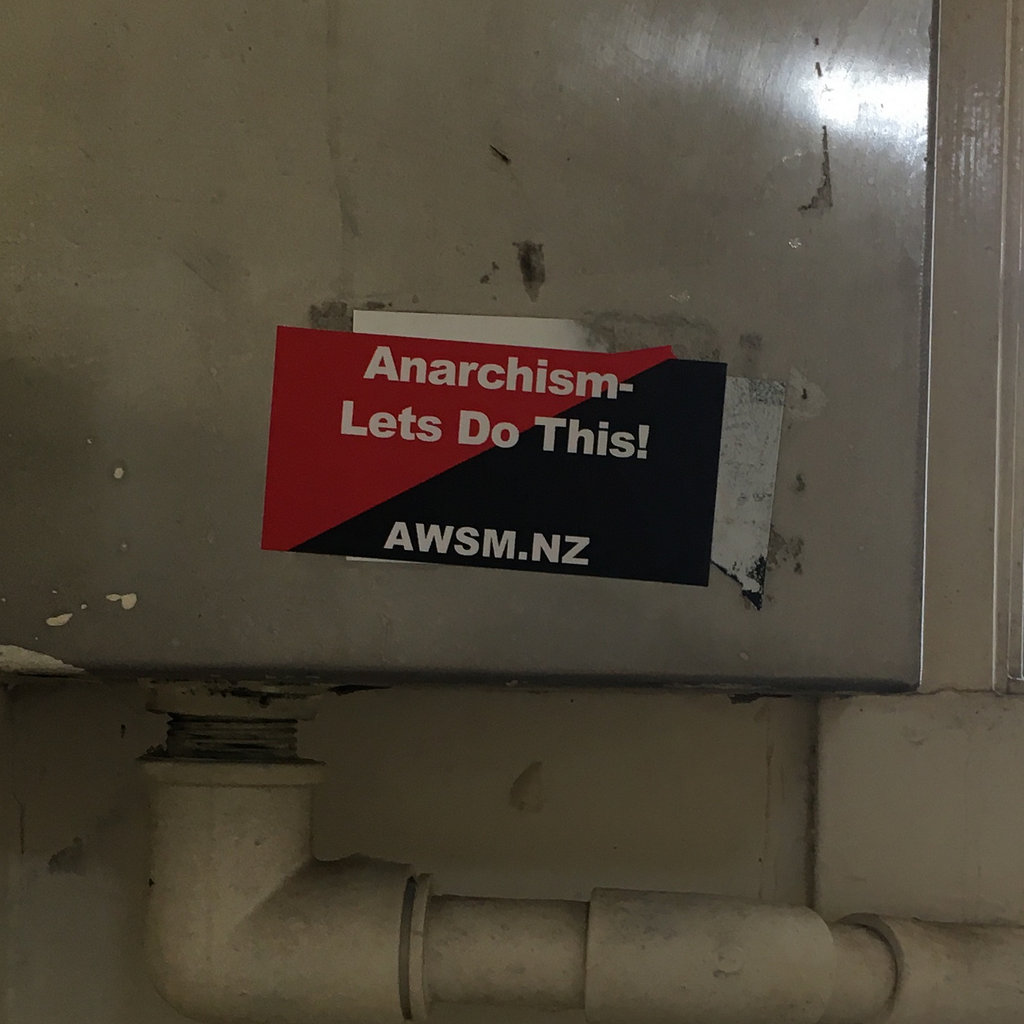 Anarchism-
Lets Do This!
AWSM.NZ